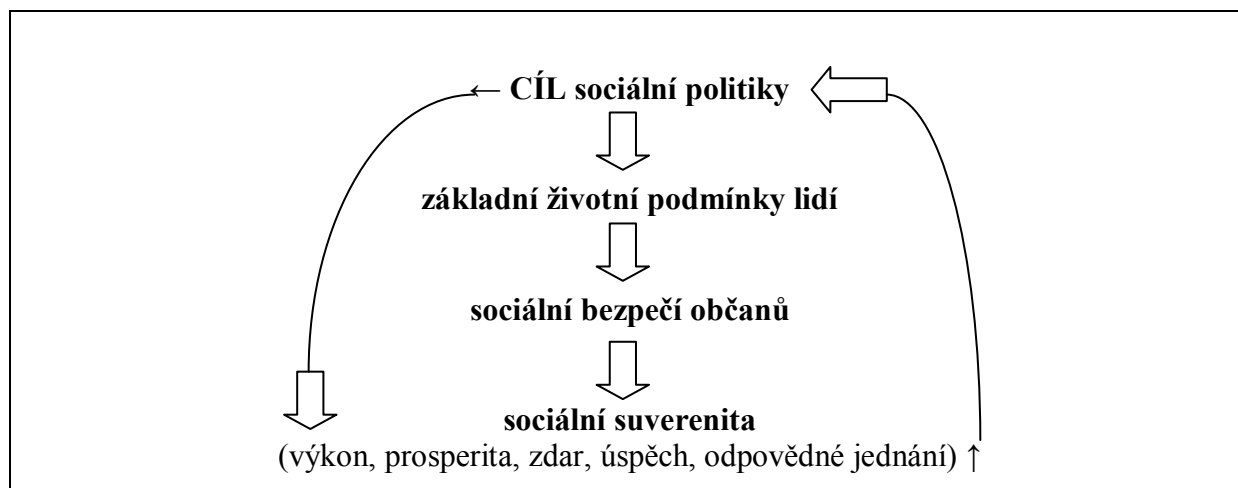 ← CÍL sociální politiky
základní životní podmínky lidí
sociální bezpečí občanů
sociální suverenita
(výkon, prosperita, zdar, úspěch, odpovědné jednání) ↑